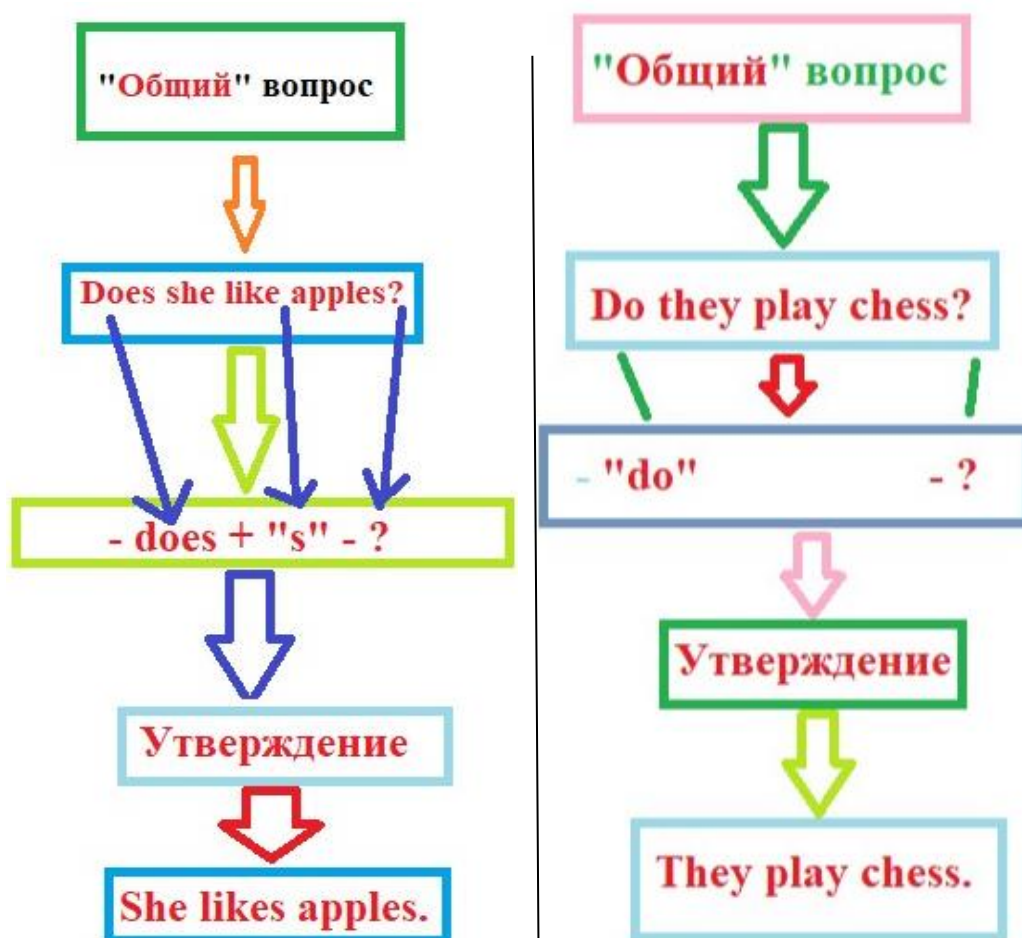 "Общий" вопрос
Does she like apples?
- does + "s" - ?
Утверждение
She likes apples.
"Общий" вопрос
Do they play chess?
- "do" - ?
Утверждение
They play chess.